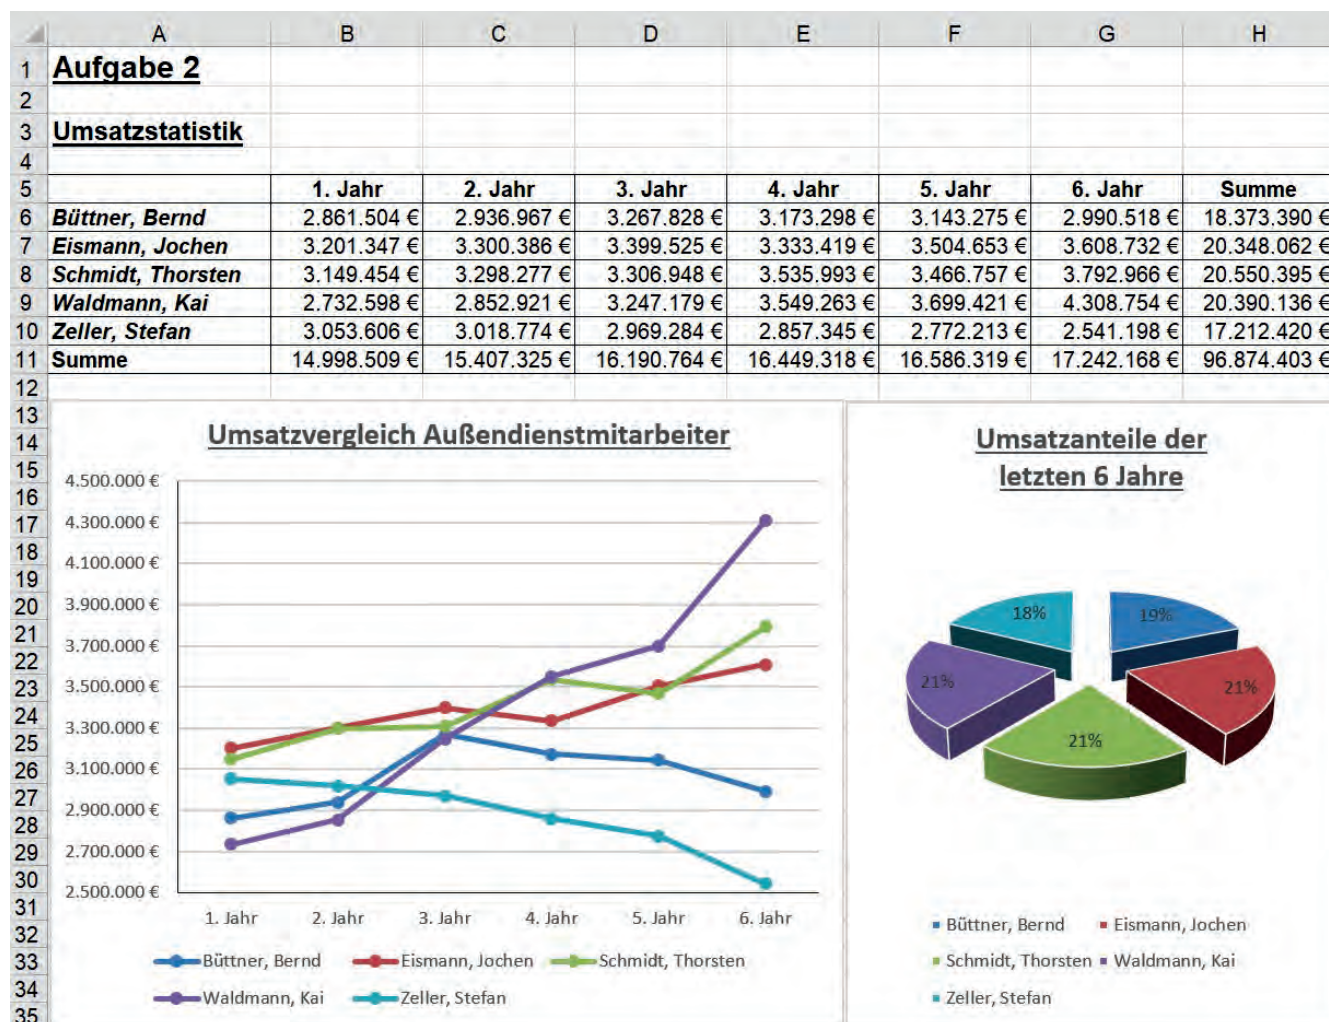 A B C D E F G H
1 Aufgabe 2
2
3 Umsatzstatistik
4
5 1. Jahr 2. Jahr 3. Jahr 4. Jahr 5. Jahr 6. Jahr Summe
6 Büttner, Bernd 2.861.504 € 2.936.967 € 3.267.828 € 3.173.298 € 3.143.275 € 2.990.518 € 18.373.390 €
7 Eismann, Jochen 3.201.347 € 3.300.386 € 3.399.525 € 3.333.419 € 3.504.653 € 3.608.732 € 20.348.062 €
8 Schmidt, Thorsten 3.149.454 € 3.298.277 € 3.306.948 € 3.535.993 € 3.466.757 € 3.792.966 € 20.550.395 €
9 Waldmann, Kai 2.732.598 € 2.852.921 € 3.247.179 € 3.549.263 € 3.699.421 € 4.308.754 € 20.390.136 €
10 Zeller, Stefan 3.053.606 € 3.018.774 € 2.969.284 € 2.857.345 € 2.772.213 € 2.541.198 € 17.212.420 €
11 Summe 14.998.509 € 15.407.325 € 16.190.764 € 16.449.318 € 16.586.319 € 17.242.168 € 96.874.403 €
12
13
14
15
16
17
18
19
20
21
22
23
24
25
26
27
28
29
30
31
32
33
34
35
Umsatzvergleich Außendienstmitarbeiter
4.500.000 €
4.300.000 €
4.100.000 €
3.900.000 €
3.700.000 €
3.500.000 €
3.300.000 €
3.100.000 €
2.900.000 €
2.700.000 €
2.500.000 €
1. Jahr 2. Jahr 3. Jahr 4. Jahr 5. Jahr 6. Jahr
Büttner, Bernd Eismann, Jochen Schmidt, Thorsten
Waldmann, Kai Zeller, Stefan
Umsatzanteile der
letzten 6 Jahre
18% 19%
21% 21%
21%
Büttner, Bernd Eismann, Jochen
Schmidt, Thorsten Waldmann, Kai
Zeller, Stefan